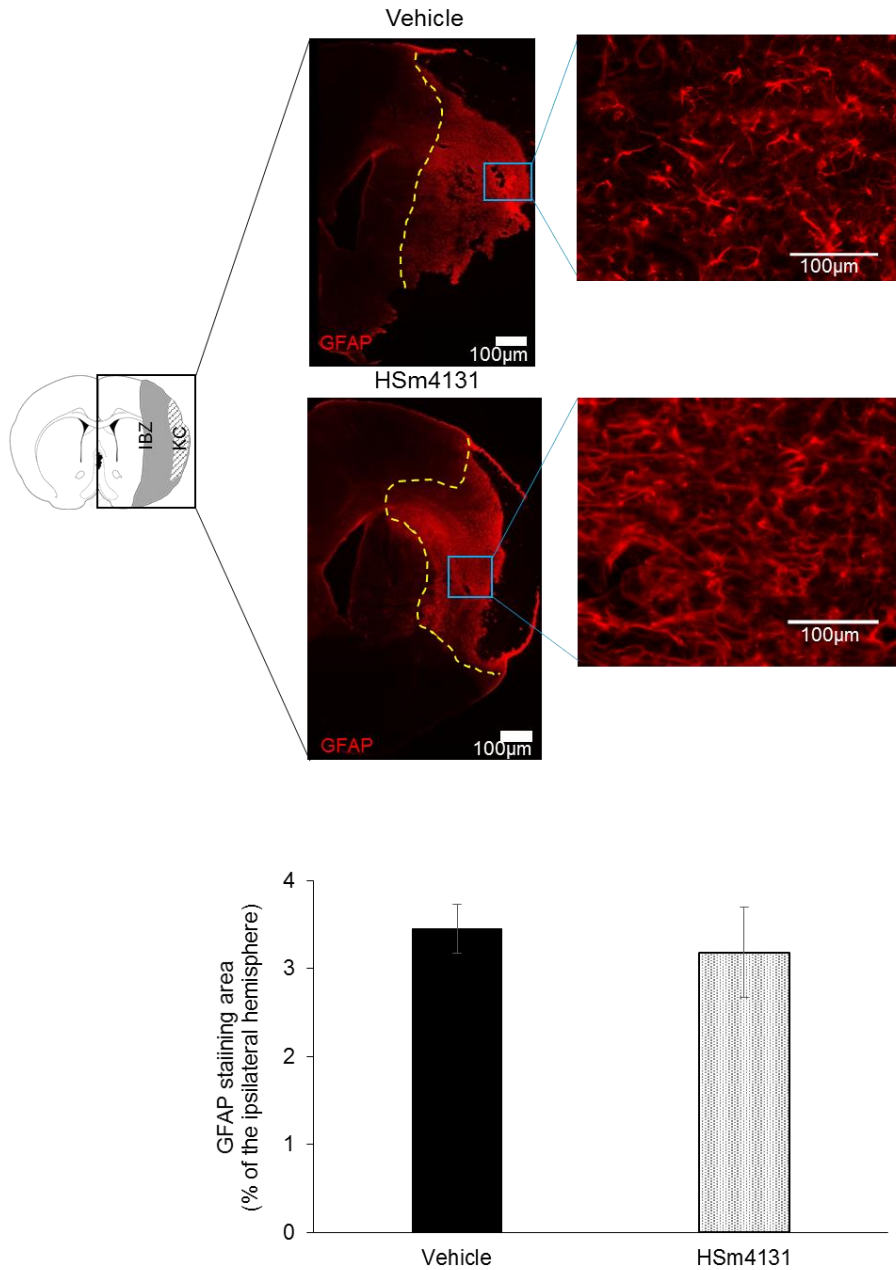 Vehicle
100µm
GFAP
100µm
HSm4131
IBZ
KC
100µm
GFAP
100µm
4
3
2
1
0
GFAP staiining area
(% of the ipsilateral hemisphere)
Vehicle
HSm4131